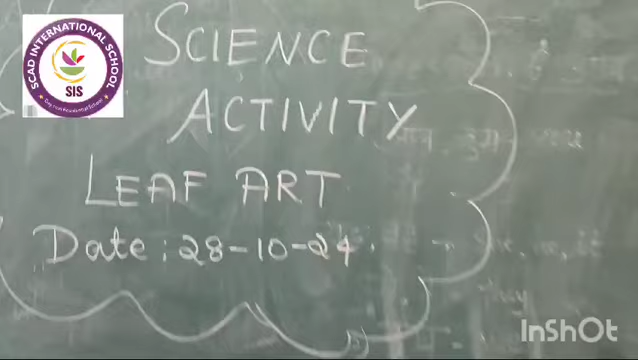 SCAD INTERNATIONAL SCHOOL
SIS
SCIENCE
ACTIVITY
LEAF ART
Date : 28-10-24.
InShOt